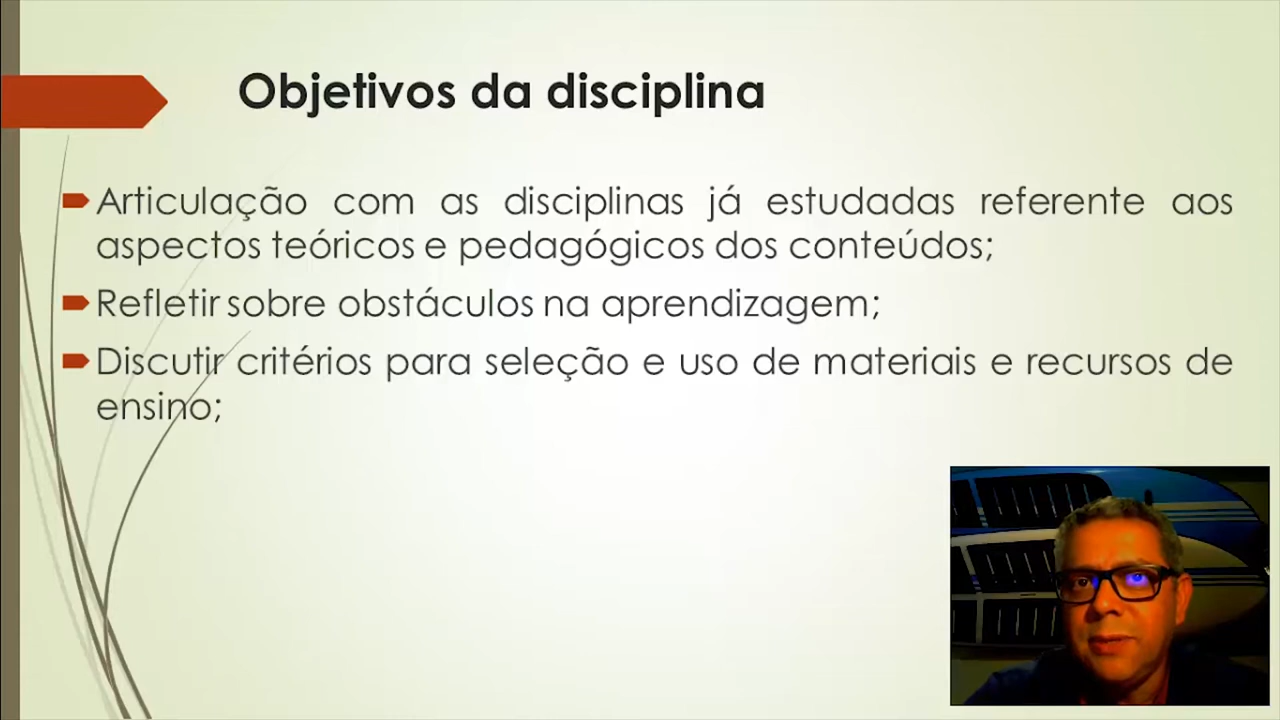 Objetivos da disciplina
Articulação com as disciplinas já estudadas referente aos
aspectos teóricos e pedagógicos dos conteúdos;
Refletir sobre obstáculos na aprendizagem;
Discutir critérios para seleção e uso de materiais e recursos de
ensino;